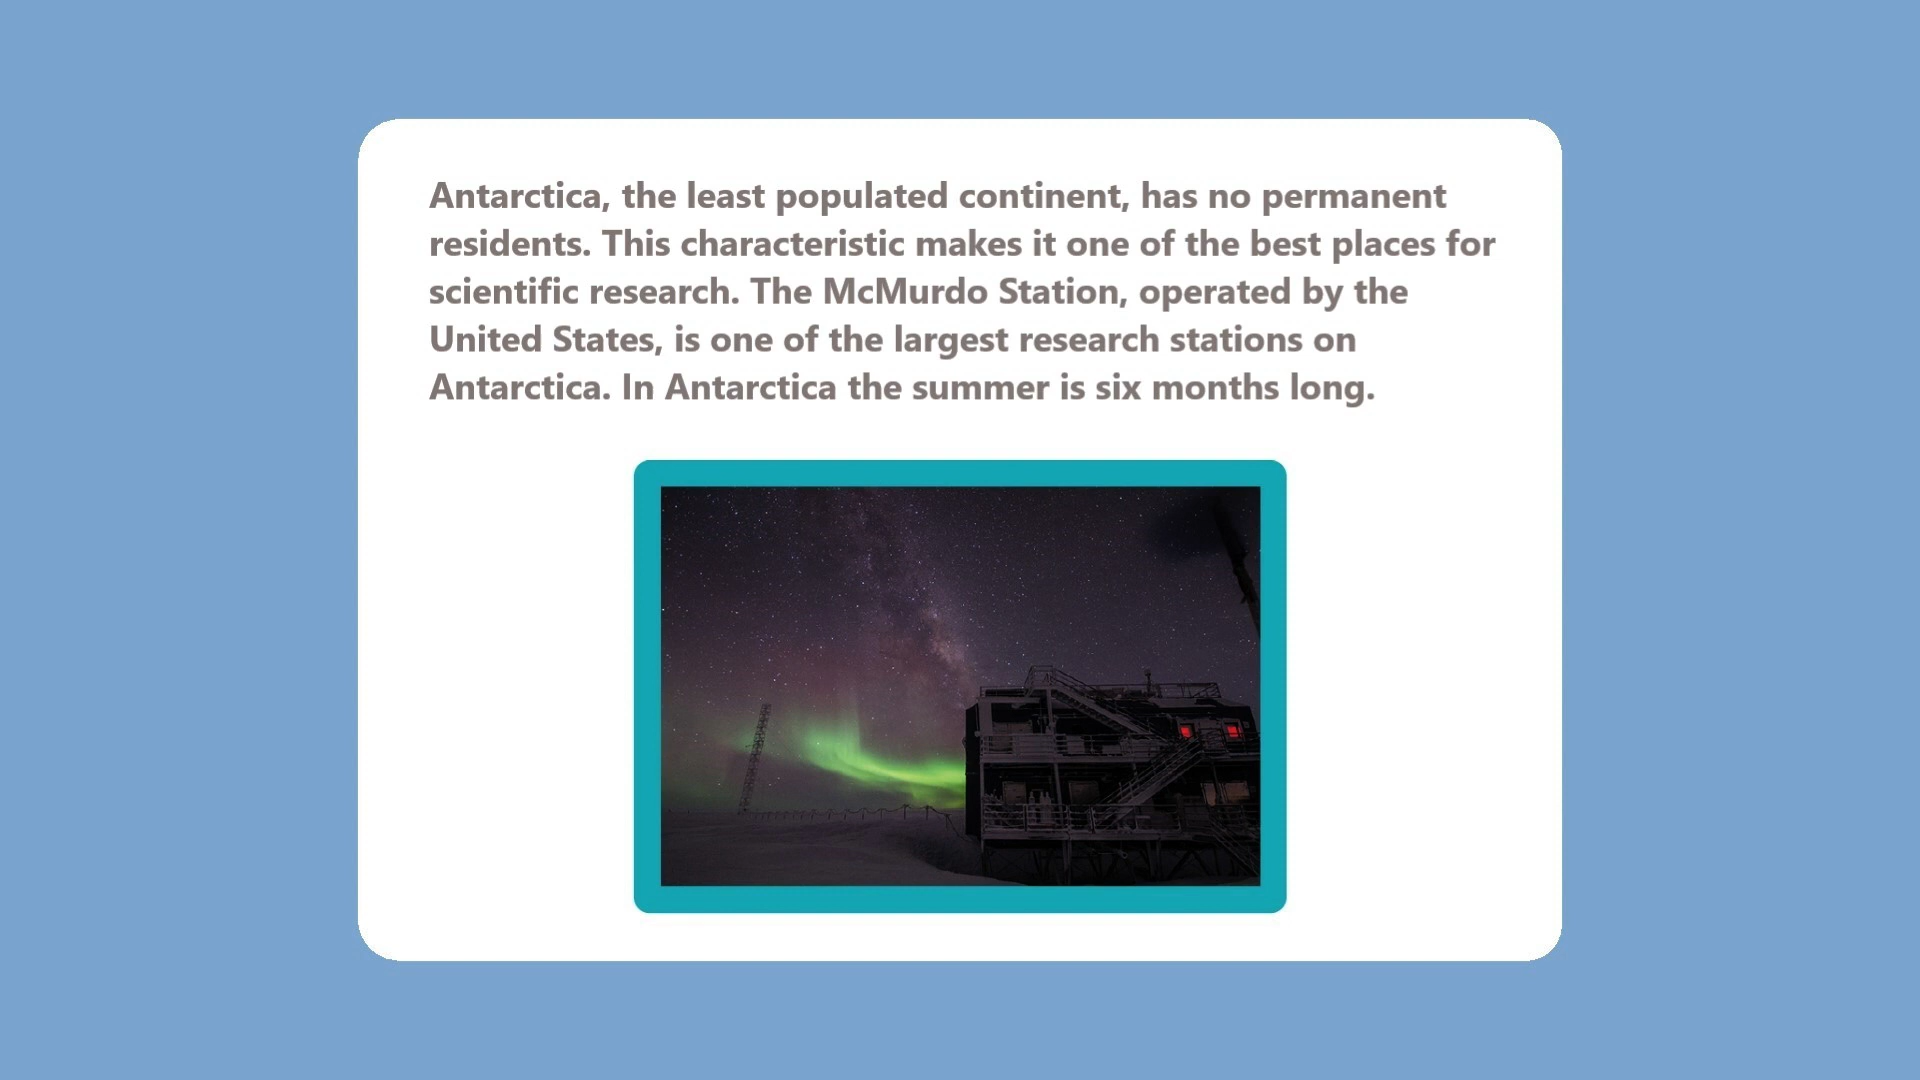 Antarctica, the least populated continent, has no permanent
residents. This characteristic makes it one of the best places for
scientific research. The McMurdo Station, operated by the
United States, is one of the largest research stations on
Antarctica. In Antarctica the summer is six months long.